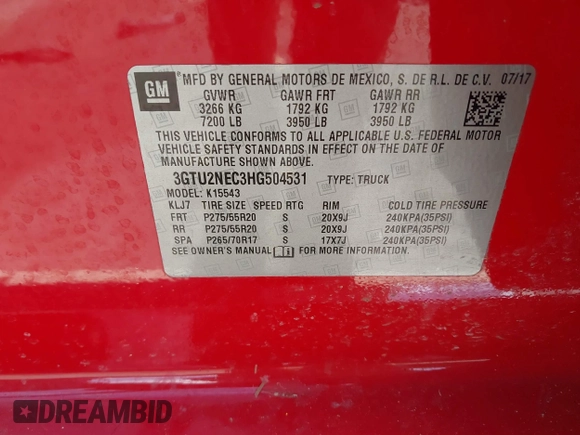 GM
MFD BY GENERAL MOTORS DE MEXICO, S. DE R.L. DE C.V. 07/17
GVWR GAWR FRT GAWR RR
3266 KG 1792 KG 1792 KG
7200 LB 3950 LB 3950 LB
THIS VEHICLE CONFORMS TO ALL APPLICABLE U.S. FEDERAL MOTOR
VEHICLE SAFETY STANDARDS IN EFFECT ON THE DATE OF
MANUFACTURE SHOWN ABOVE.
3GTU2NEC3HG504531 TYPE: TRUCK
MODEL: K15543
KLJ7 TIRE SIZE SPEED RTG RIM COLD TIRE PRESSURE
FRT P275/55R20 S 20X9J 240KPA(35PSI)
RR P275/55R20 S 20X9J 240KPA(35PSI)
SPA P265/70R17 S 17X7J 240KPA(35PSI)
SEE OWNER'S MANUAL FOR MORE INFORMATION.
DREAMBID